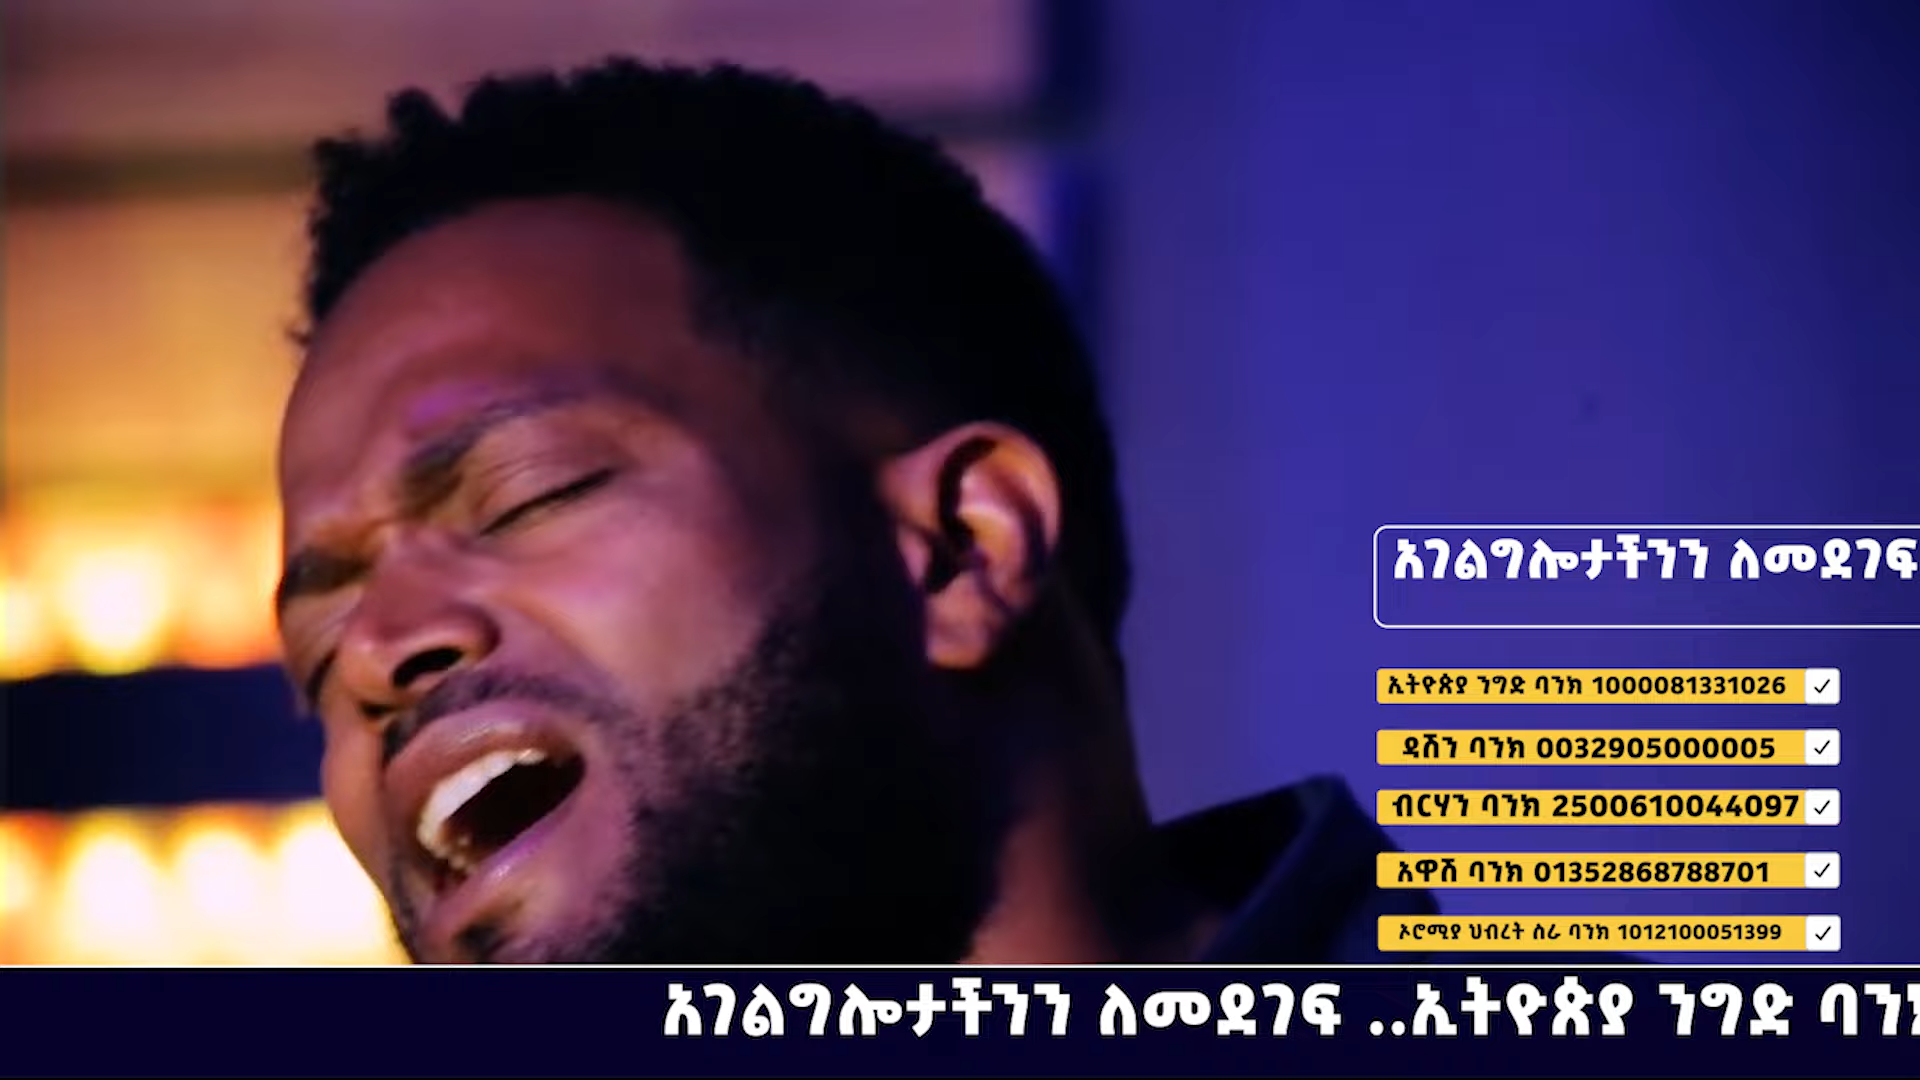 አገልግሎታችንን ለመደገፍ
ኢትዮጵያ ንግድ ባንክ 1000081331026
ዳሽን ባንክ 0032905000005
ብርሃን ባንክ 2500610044097
አዋሽ ባንክ 01352868788701
ኦሮሚያ ህብረት ስራ ባንክ 1012100051399
አገልግሎታችንን ለመደገፍ ..ኢትዮጵያ ንግድ ባንክ